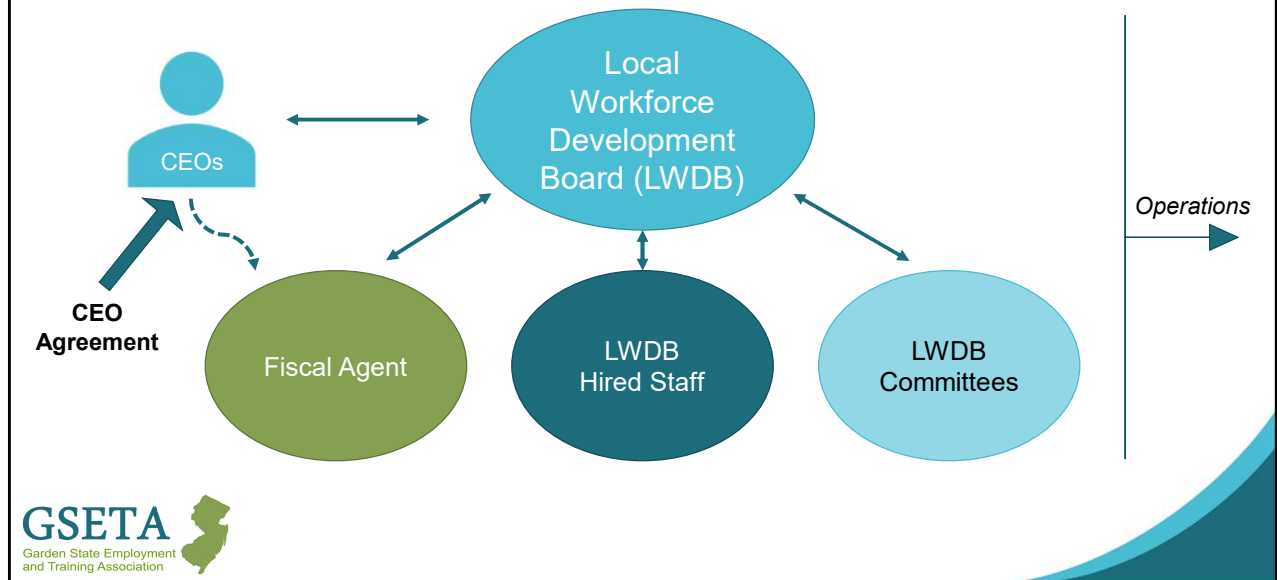 Local
Workforce
Development
Board (LWDB)
CEOs
Operations
CEO
Agreement
Fiscal Agent
LWDB
Hired Staff
LWDB
Committees
GSETA
Garden State Employment
and Training Association